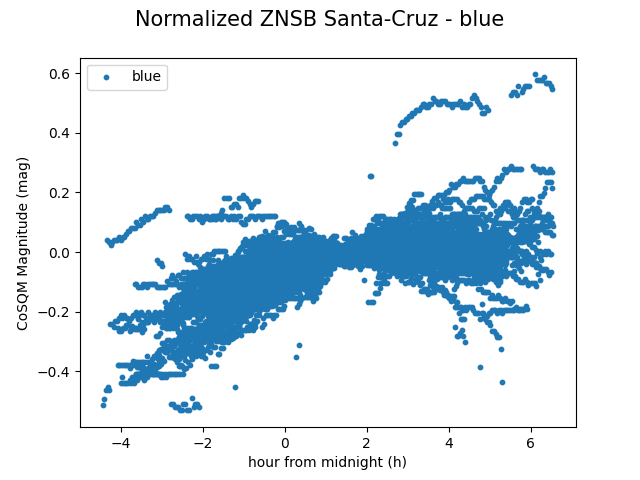 Normalized ZNSB Santa-Cruz - blue
blue
CoSQM Magnitude (mag)
0.6
0.4
0.2
0.0
−0.2
−0.4
−4 −2 0 2 4 6
hour from midnight (h)